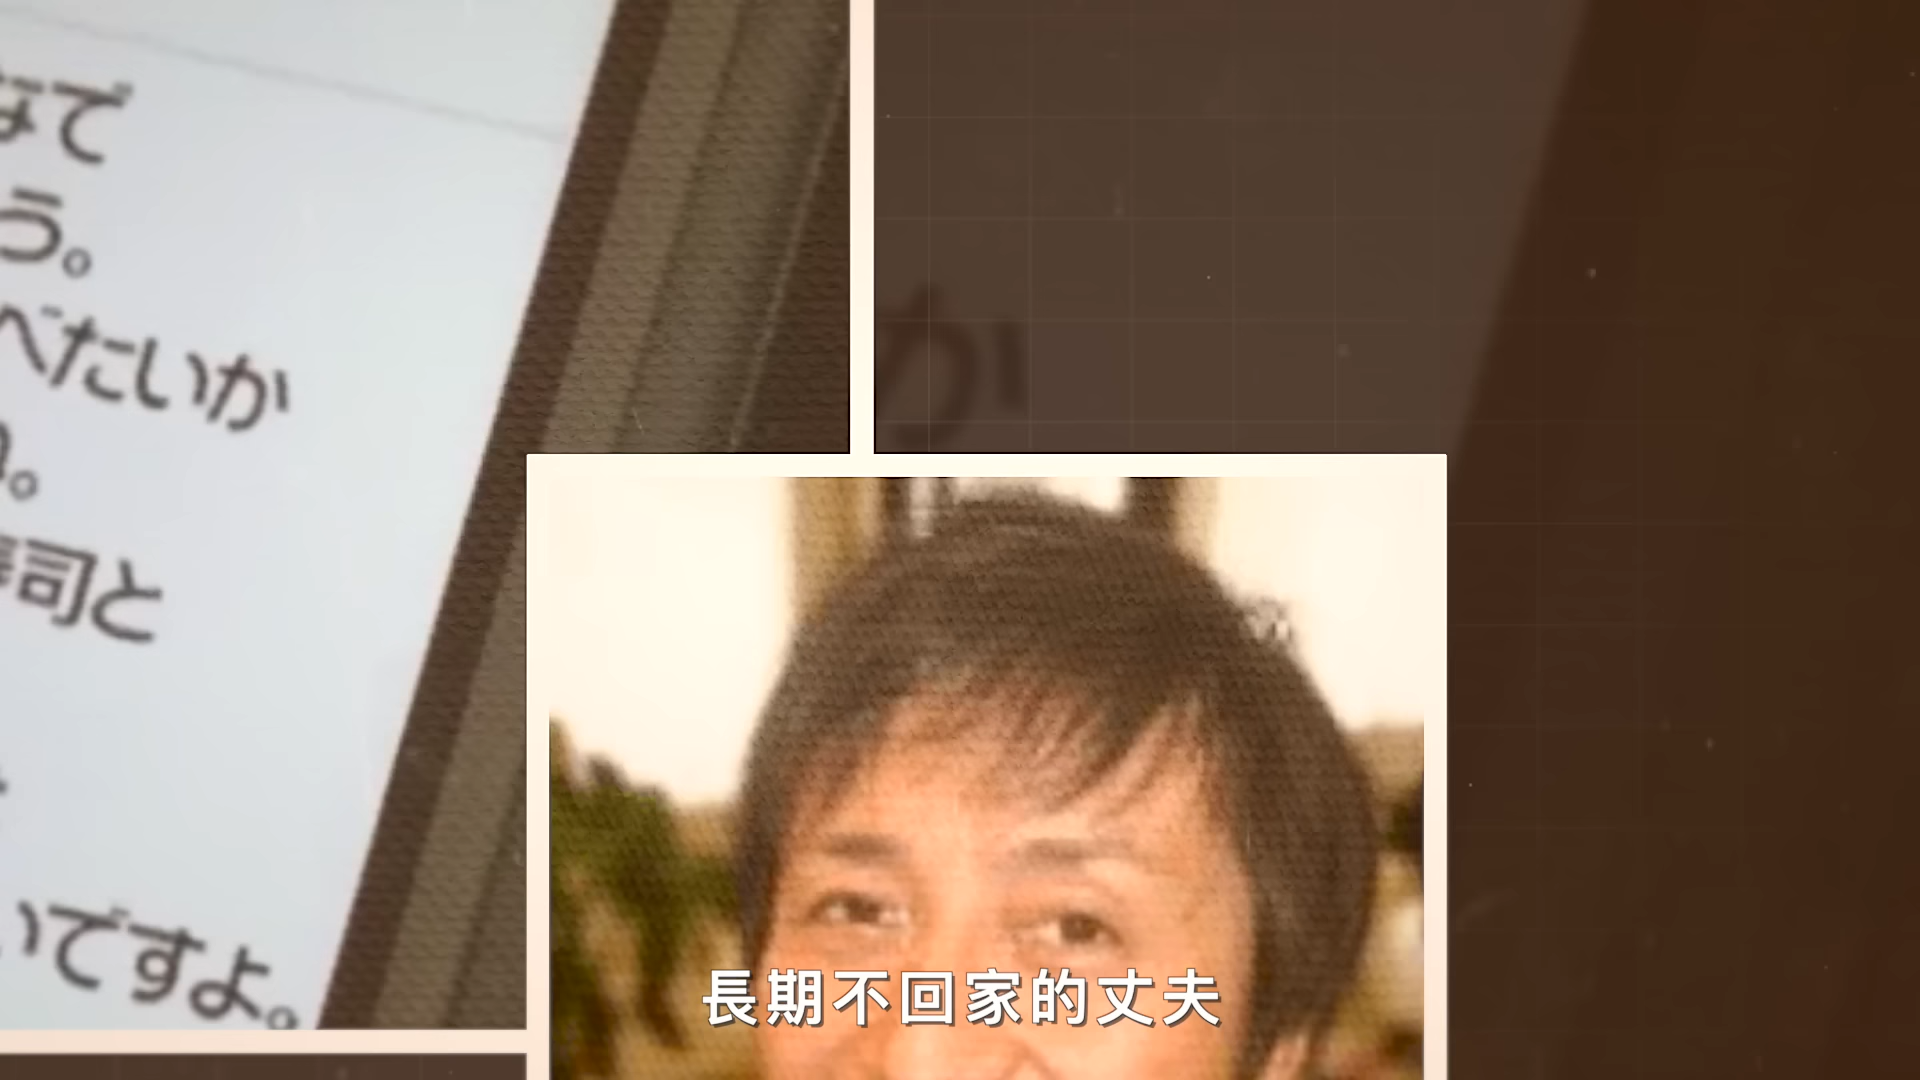 なで
う。
べたいか
。
司と
いですよ。
か
長期不回家的丈夫